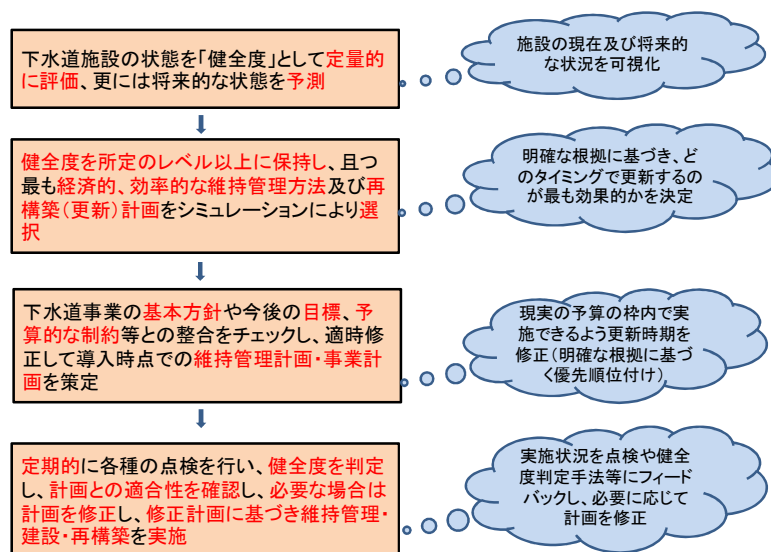 下水道施設の状態を「健全度」として定量的
に評価、更には将来的な状態を予測
施設の現在及び将来的
な状況を可視化
健全度を所定のレベル以上に保持し、且つ
最も経済的、効率的な維持管理方法及び再
構築（更新）計画をシミュレーションにより選
択
明確な根拠に基づき、ど
のタイミングで更新するの
が最も効果的かを決定
下水道事業の基本方針や今後の目標、予
算的な制約等との整合をチェックし、適時修
正して導入時点での維持管理計画・事業計
画を策定
現実の予算の枠内で実
施できるよう更新時期を
修正（明確な根拠に基づ
く優先順位付け）
定期的に各種の点検を行い、健全度を判定
し、計画との適合性を確認し、必要な場合は
計画を修正し、修正計画に基づき維持管理・
建設・再構築を実施
実施状況を点検や健全
度判定手法等にフィード
バックし、必要に応じて
計画を修正